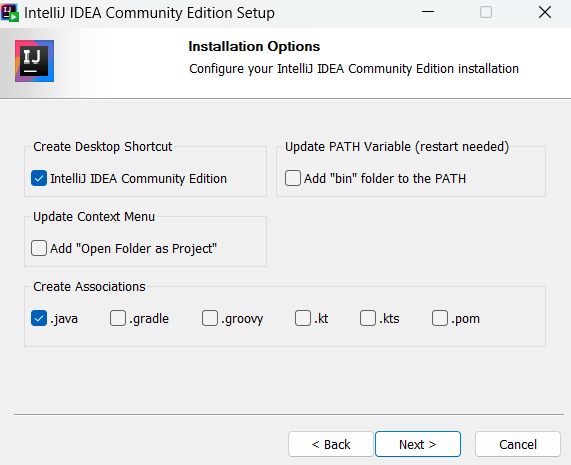 IntelliJ IDEA Community Edition Setup
IJ
Installation Options
Configure your IntelliJ IDEA Community Edition installation
Create Desktop Shortcut
IntelliJ IDEA Community Edition
Update PATH Variable (restart needed)
Add "bin" folder to the PATH
Update Context Menu
Add "Open Folder as Project"
Create Associations
.java .gradle .groovy .kt .kts .pom
< Back Next > Cancel